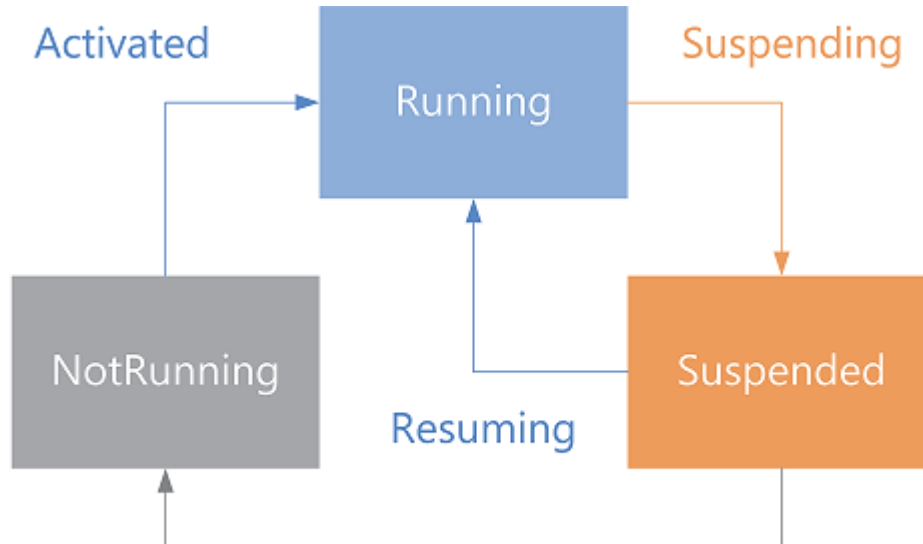 Activated
Running
Suspending
NotRunning
Suspended
Resuming